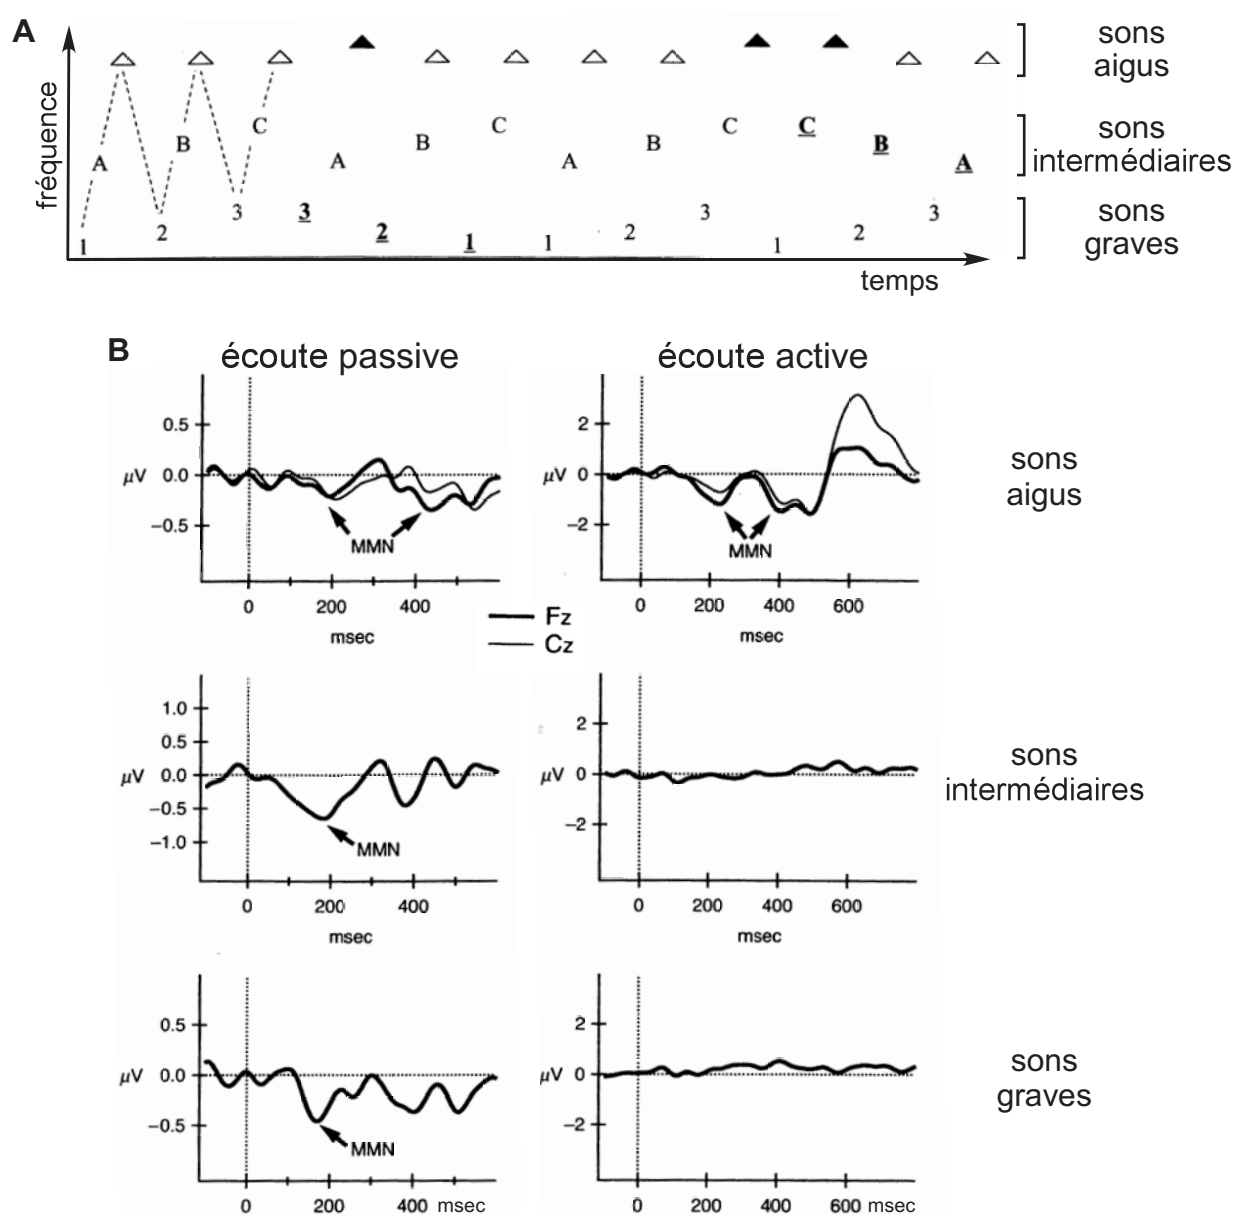 A
fréquence
A B C A B C A B C C B A
1 2 3 3 2 1 1 2 3 1 2 3
temps
sons
aigus
sons
intermédiaires
sons
graves
B
écoute passive
écoute active
0.5
μV 0.0
−0.5
MMN
0 200 400
msec
2
μV 0
−2
MMN
0 200 400 600
msec
sons
aigus
Fz
Cz
1.0
0.5
μV 0.0
−0.5
−1.0
MMN
0 200 400
msec
2
μV 0
−2
0 200 400 600
msec
sons
intermédiaires
0.5
μV 0.0
−0.5
MMN
0 200 400 msec
2
μV 0
−2
0 200 400 600 msec
sons
graves